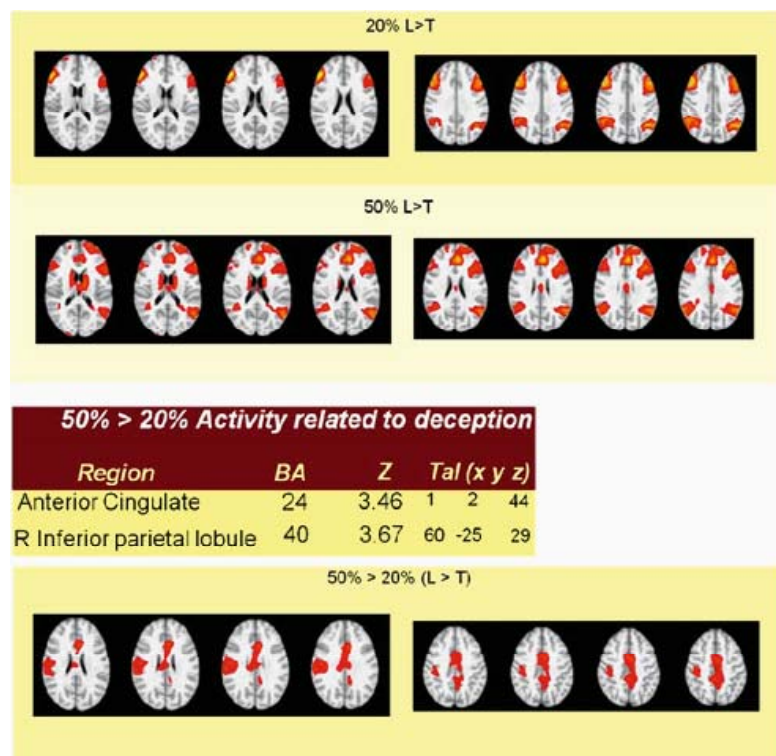 20% L>T
50% L>T
50% > 20% Activity related to deception
Region BA Z Tal (x y z)
Anterior Cingulate 24 3.46 1 2 44
R Inferior parietal lobule 40 3.67 60 -25 29
50% > 20% (L > T)